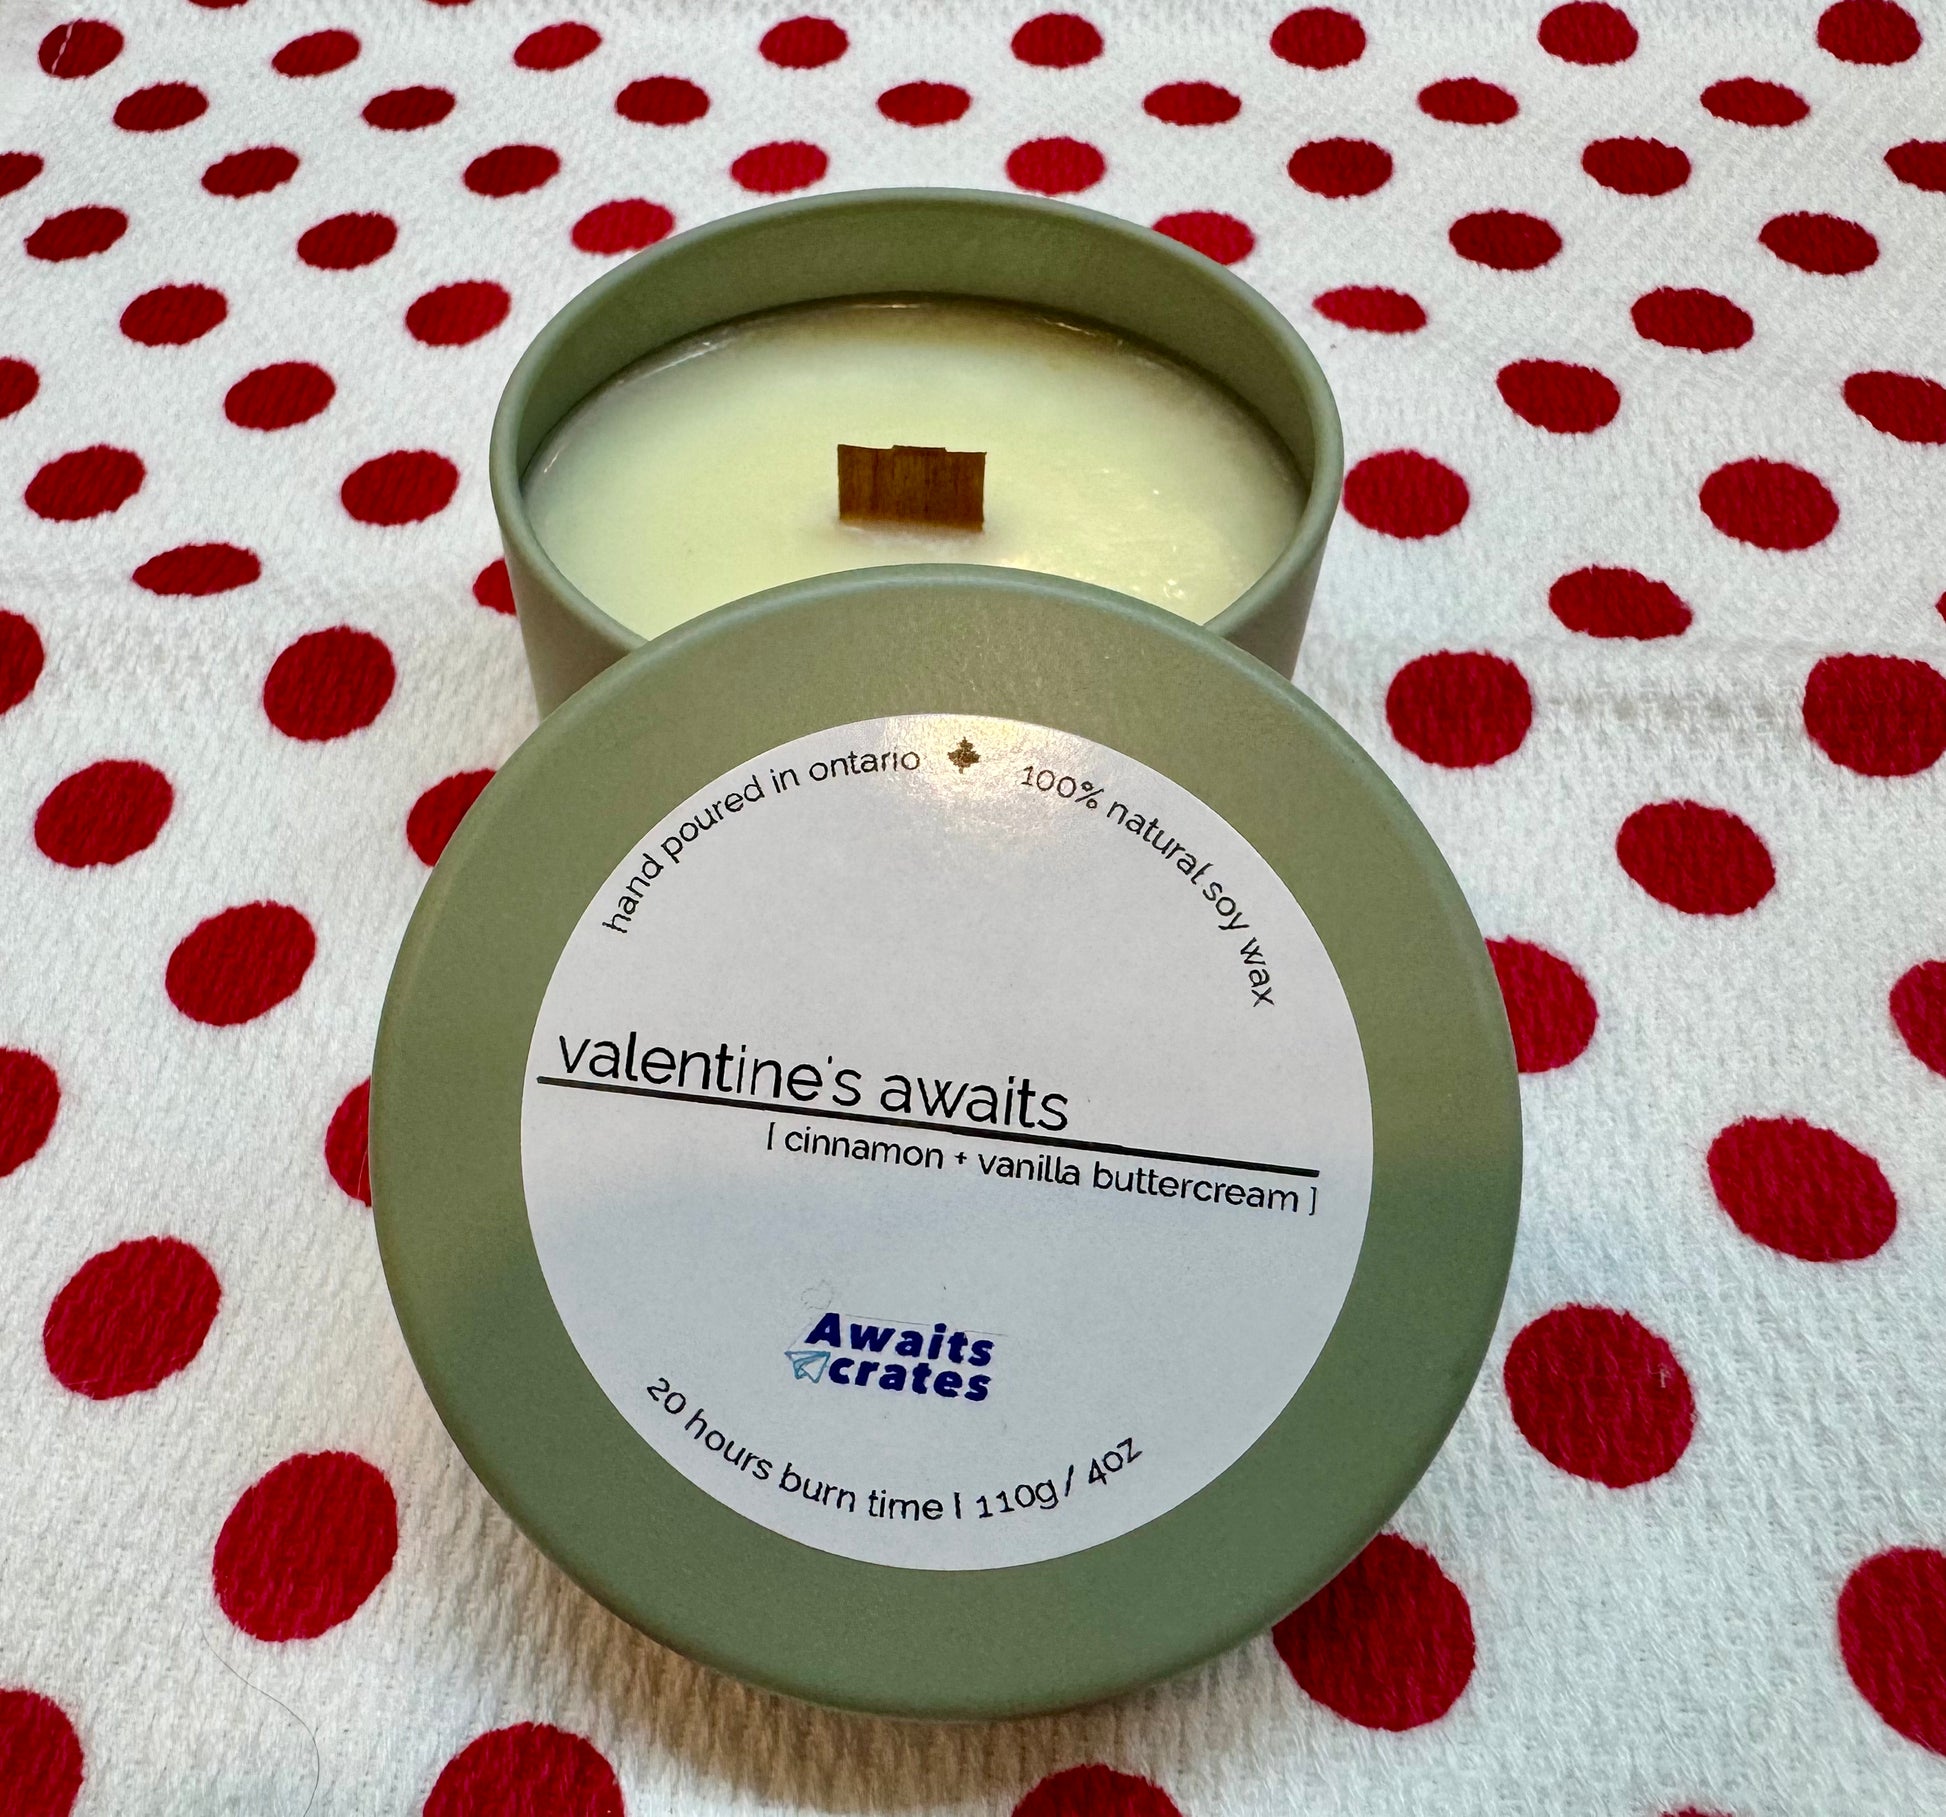 hand poured in ontario
100% natural soy wax
valentine's awaits
[ cinnamon + vanilla buttercream ]
Awaits
crates
20 hours burn time | 110g / 4oz